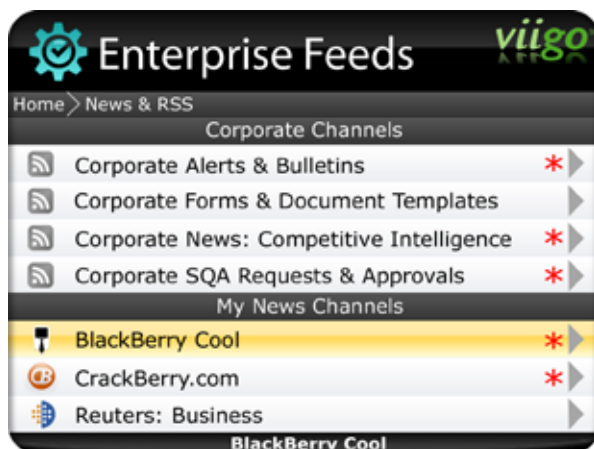 Enterprise Feeds
viigo
Home > News & RSS
Corporate Channels
Corporate Alerts & Bulletins *
Corporate Forms & Document Templates
Corporate News: Competitive Intelligence *
Corporate SQA Requests & Approvals *
My News Channels
BlackBerry Cool *
CrackBerry.com *
Reuters: Business
BlackBerry Cool